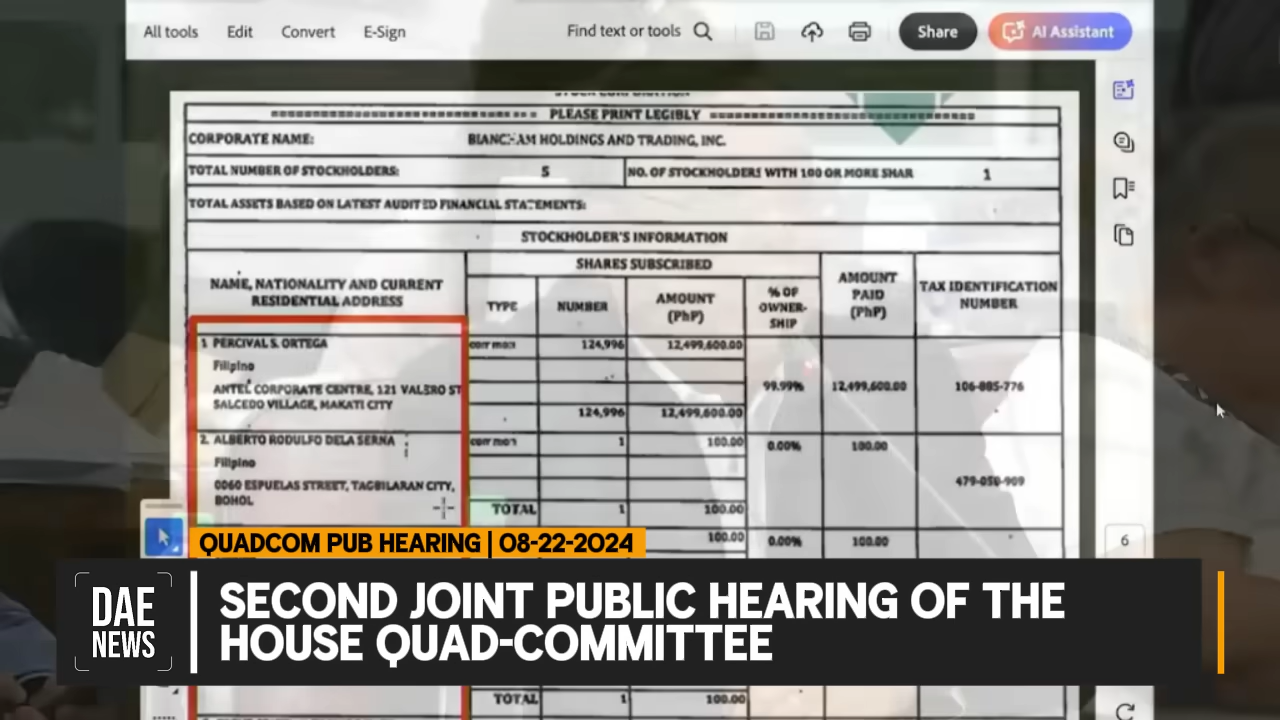 All tools Edit Convert E-Sign Find text or tools Share AI Assistant
PLEASE PRINT LEGIBLY
CORPORATE NAME: HOLDINGS AND TRADING, INC.
TOTAL NUMBER OF STOCKHOLDERS: 5 NO. OF STOCKHOLDERS WITH 100 OR MORE SHAR 1
TOTAL ASSETS BASED ON LATEST AUDITED FINANCIAL STATEMENTS:
STOCKHOLDER'S INFORMATION
NAME, NATIONALITY AND CURRENT
RESIDENTIAL ADDRESS
SHARES SUBSCRIBED
TYPE NUMBER AMOUNT
(PhP)
% OF
OWNER-
SHIP
AMOUNT
PAID
(PhP)
TAX IDENTIFICATION
NUMBER
1 PERCIVAL S. ORTEGA
Filipino
ANTEL CORPORATE CENTRE, 121 VALERO ST
SALCEDO VILLAGE, MAKATI CITY
common 124,996 12,499,600.00
124,996 12,499,600.00
99.99% 12,499,600.00 106-885-776
2. ALBERTO RODULFO DELA SERNA
Filipino
0060 ESPUELAS STREET, TAGBILARAN CITY,
BOHOL
common 1 100.00 0.00% 100.00
TOTAL 1 100.00
100.00 0.00% 100.00
6
QUADCOM PUB HEARING | 08-22-2024
DAE
NEWS
SECOND JOINT PUBLIC HEARING OF THE
HOUSE QUAD-COMMITTEE
TOTAL 1 100.00